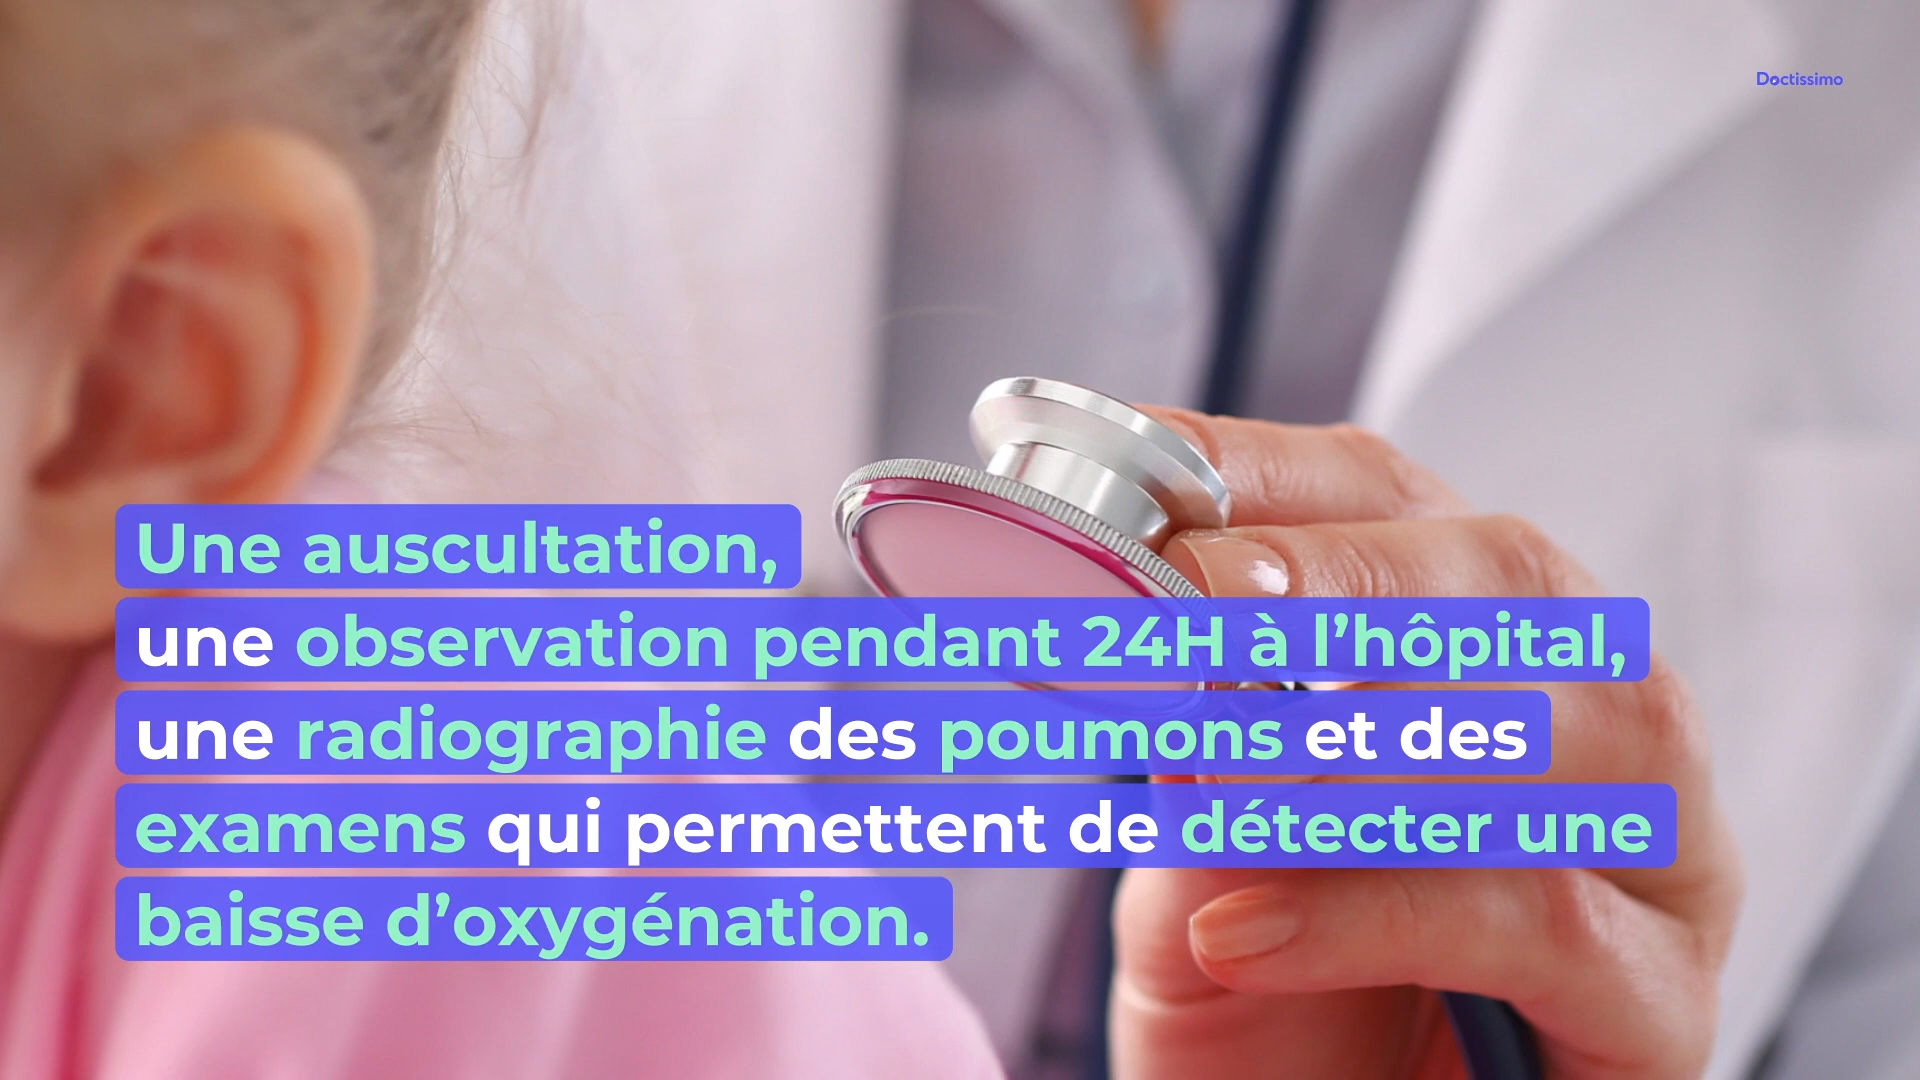 Doctissimo
Une auscultation,
une observation pendant 24H à l’hôpital,
une radiographie des poumons et des
examens qui permettent de détecter une
baisse d’oxygénation.